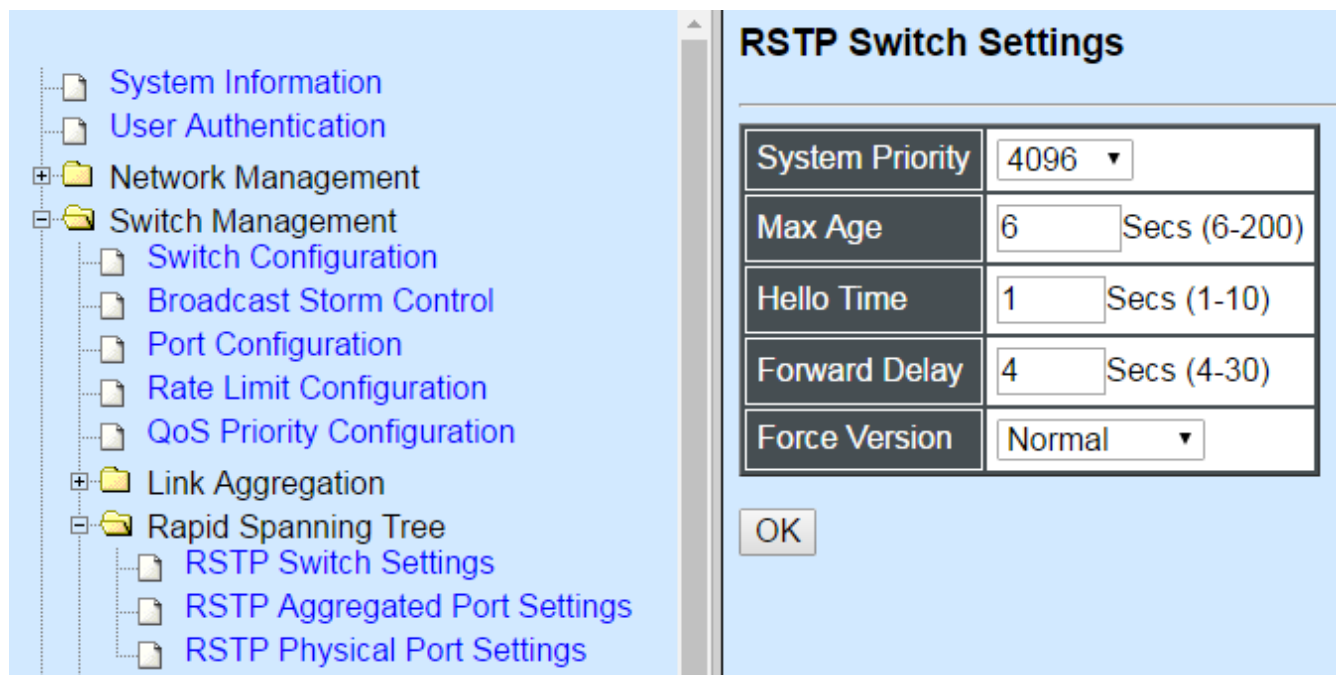 System Information
User Authentication
Network Management
Switch Management
Switch Configuration
Broadcast Storm Control
Port Configuration
Rate Limit Configuration
QoS Priority Configuration
Link Aggregation
Rapid Spanning Tree
RSTP Switch Settings
RSTP Aggregated Port Settings
RSTP Physical Port Settings
RSTP Switch Settings
System Priority 4096
Max Age 6 Secs (6-200)
Hello Time 1 Secs (1-10)
Forward Delay 4 Secs (4-30)
Force Version Normal
OK